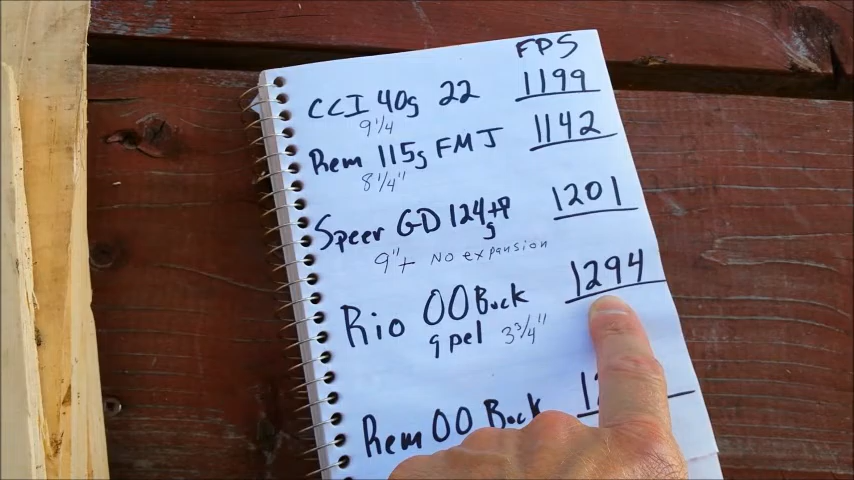 FPS
CCI 40g 22 1199
9 1/4
Rem 115g FMJ 1142
8 1/4"
Speer GD 124+P 1201
g
9"+ No expansion
Rio 00 Buck 1294
9 pel 3 3/4"
Rem 00 Buck